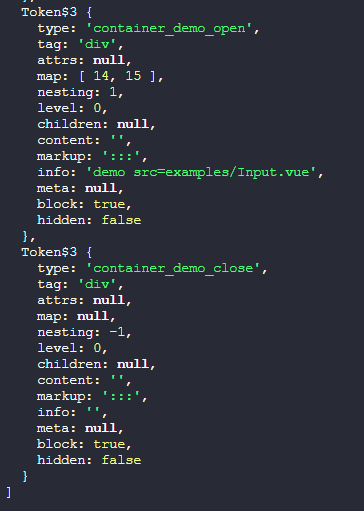 },
Token$3 {
type: 'container_demo_open',
tag: 'div',
attrs: null,
map: [ 14, 15 ],
nesting: 1,
level: 0,
children: null,
content: '',
markup: ':::',
info: 'demo src=examples/Input.vue',
meta: null,
block: true,
hidden: false
},
Token$3 {
type: 'container_demo_close',
tag: 'div',
attrs: null,
map: null,
nesting: -1,
level: 0,
children: null,
content: '',
markup: ':::',
info: '',
meta: null,
block: true,
hidden: false
}
]